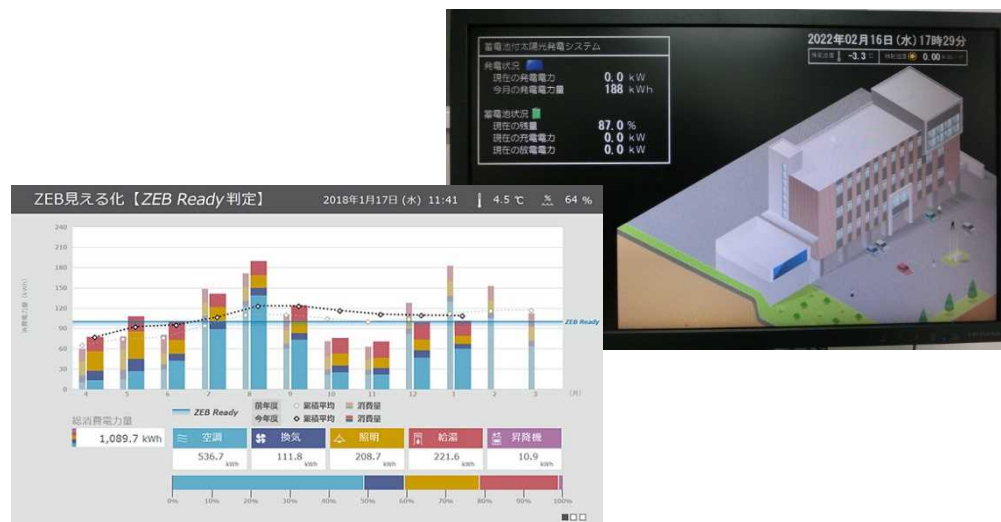 蓄電池付太陽光発電システム
発電状況
現在の発電電力 0.0 kW
今月の発電電力量 188 kWh
蓄電池状況
現在の残量 87.0 %
現在の充電電力 0.0 kW
現在の放電電力 0.0 kW
2022年02月16日(水)17時29分
-3.3 ℃ 0.00
ZEB見える化【ZEB Ready判定】 2018年1月17日 (水) 11:41 4.5 ℃ % 64 %
消費電力量 (kWh)
240
210
180
150
120
90
60
30
0
ZEB Ready
4 5 6 7 8 9 10 11 12 1 2 3 (月)
ZEB Ready
前年度 累積平均 消費量
今年度 累積平均 消費量
総消費電力量
1,089.7 kWh
空調 換気 照明 給湯 昇降機
536.7 kWh 111.8 kWh 208.7 kWh 221.6 kWh 10.9 kWh
0% 10% 20% 30% 40% 50% 60% 70% 80% 90% 100%